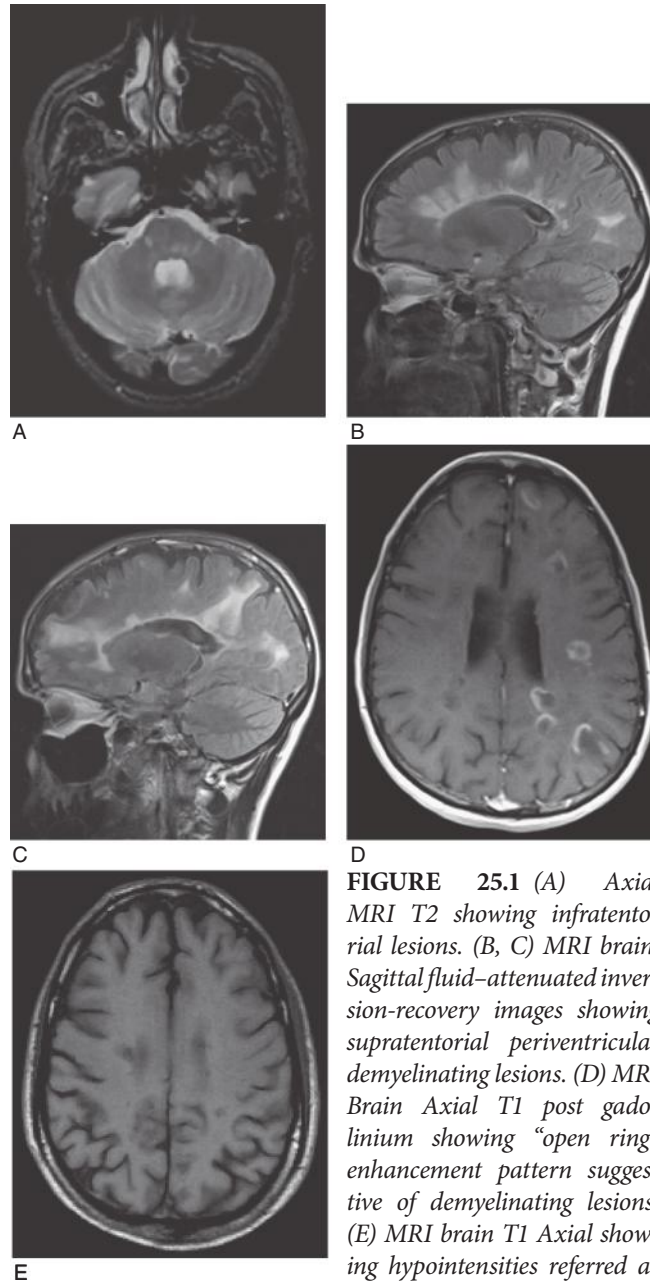 A
B
C
D
E
FIGURE 25.1 (A) Axia
MRI T2 showing infratento
rial lesions. (B, C) MRI brain
Sagittal fluid–attenuated inver
sion-recovery images showing
supratentorial periventricula
demyelinating lesions. (D) MR
Brain Axial T1 post gado
linium showing “open ring
enhancement pattern sugges
tive of demyelinating lesions
(E) MRI brain T1 Axial show
ing hypointensities referred a